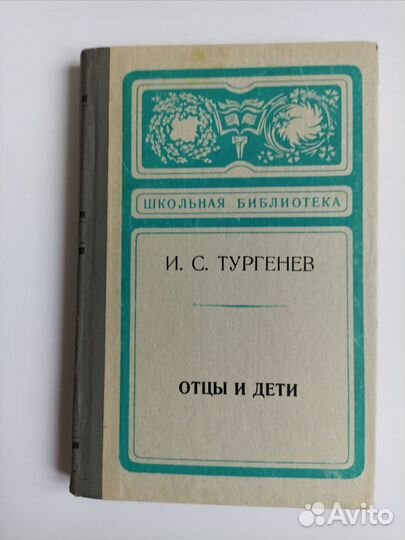 ШКОЛЬНАЯ БИБЛИОТЕКА
И. С. ТУРГЕНЕВ
ОТЦЫ И ДЕТИ
Avito